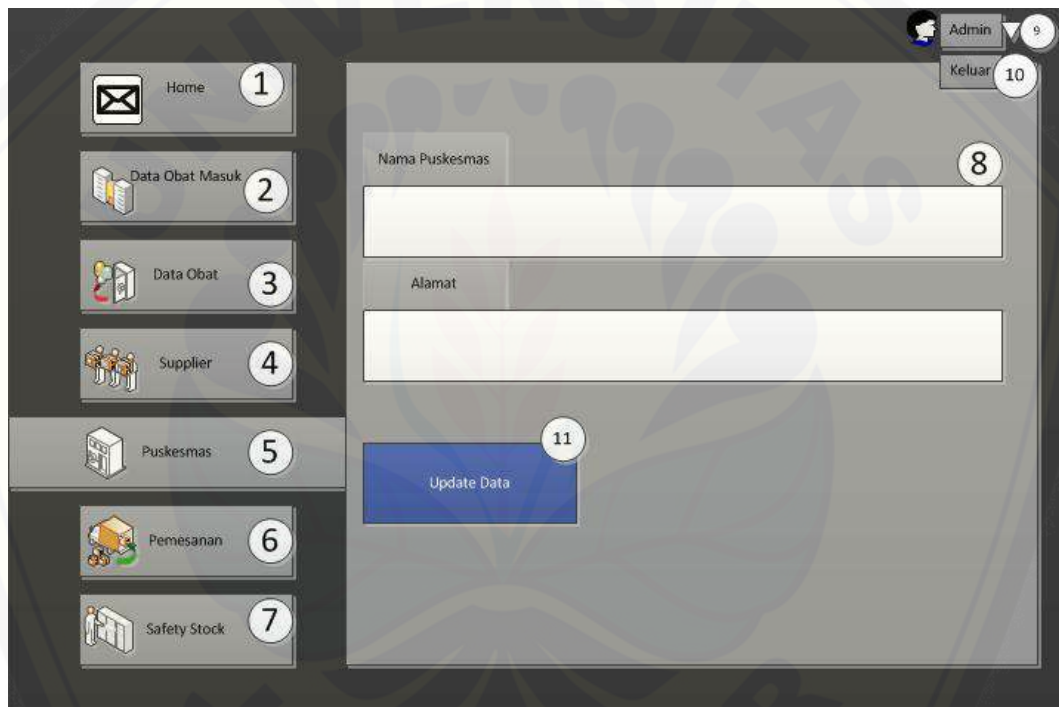 Admin 9
Keluar 10
Home 1
Data Obat Masuk 2
Data Obat 3
Supplier 4
Puskesmas 5
Pemesanan 6
Safety Stock 7
8
Nama Puskesmas
Alamat
11
Update Data
UNIVERSITAS